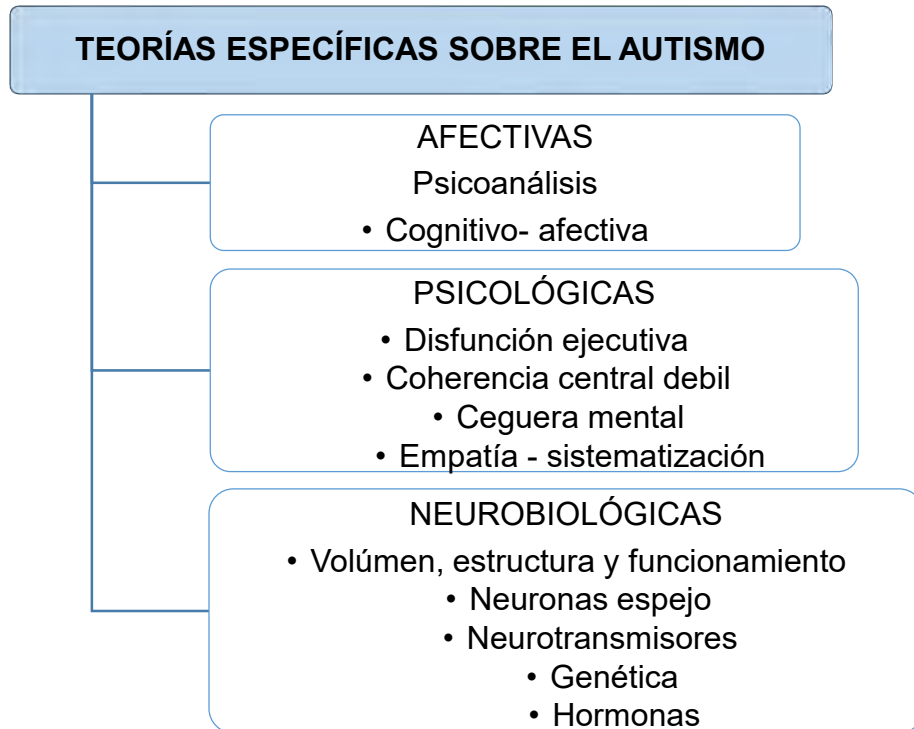 TEORÍAS ESPECÍFICAS SOBRE EL AUTISMO
AFECTIVAS
Psicoanálisis
• Cognitivo- afectiva
PSICOLÓGICAS
• Disfunción ejecutiva
• Coherencia central debil
• Ceguera mental
• Empatía - sistematización
NEUROBIOLÓGICAS
• Volúmen, estructura y funcionamiento
• Neuronas espejo
• Neurotransmisores
• Genética
• Hormonas